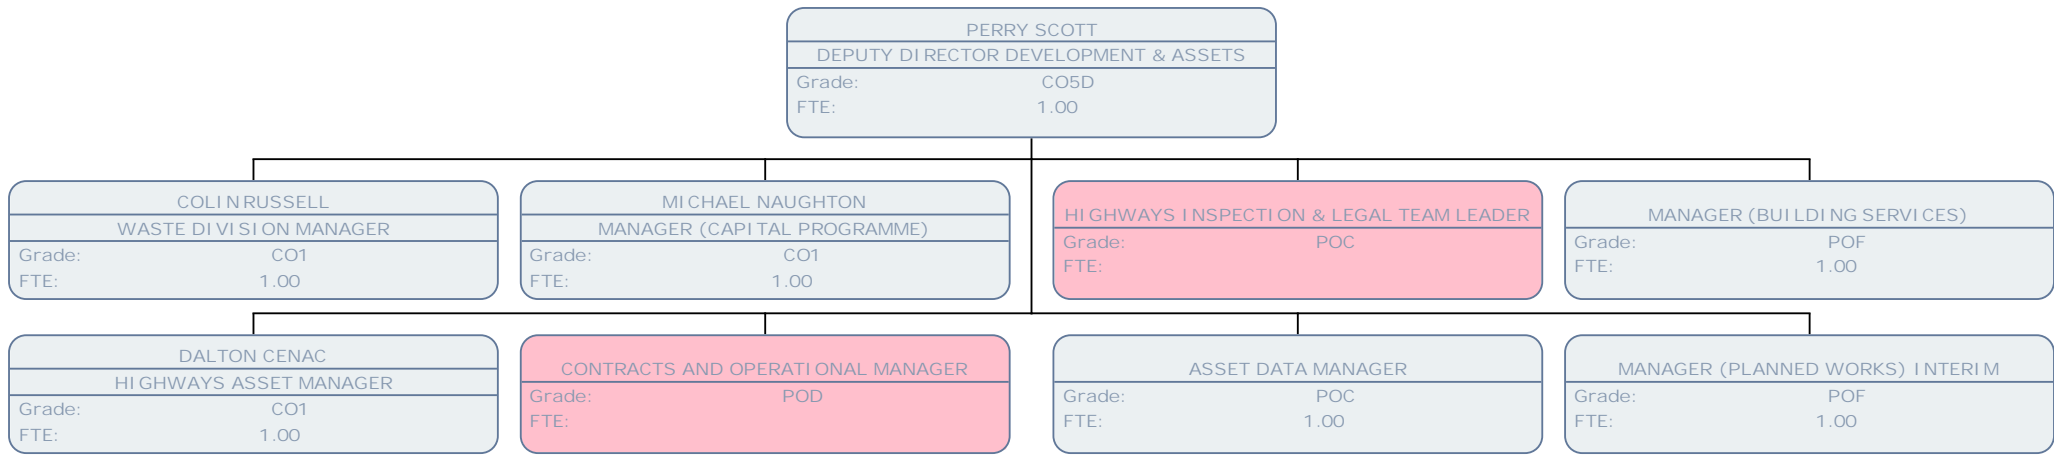 PERRY SCOTT
DEPUTY DIRECTOR DEVELOPMENT & ASSETS
Grade: CO5D
FTE: 1.00
COLIN RUSSELL
WASTE DIVISION MANAGER
Grade: CO1
FTE: 1.00
MICHAEL NAUGHTON
MANAGER (CAPITAL PROGRAMME)
Grade: CO1
FTE: 1.00
HIGHWAYS INSPECTION & LEGAL TEAM LEADER
Grade: POC
FTE:
MANAGER (BUILDING SERVICES)
Grade: POF
FTE: 1.00
DALTON CENAC
HIGHWAYS ASSET MANAGER
Grade: CO1
FTE: 1.00
CONTRACTS AND OPERATIONAL MANAGER
Grade: POD
FTE:
ASSET DATA MANAGER
Grade: POC
FTE: 1.00
MANAGER (PLANNED WORKS) INTERIM
Grade: POF
FTE: 1.00